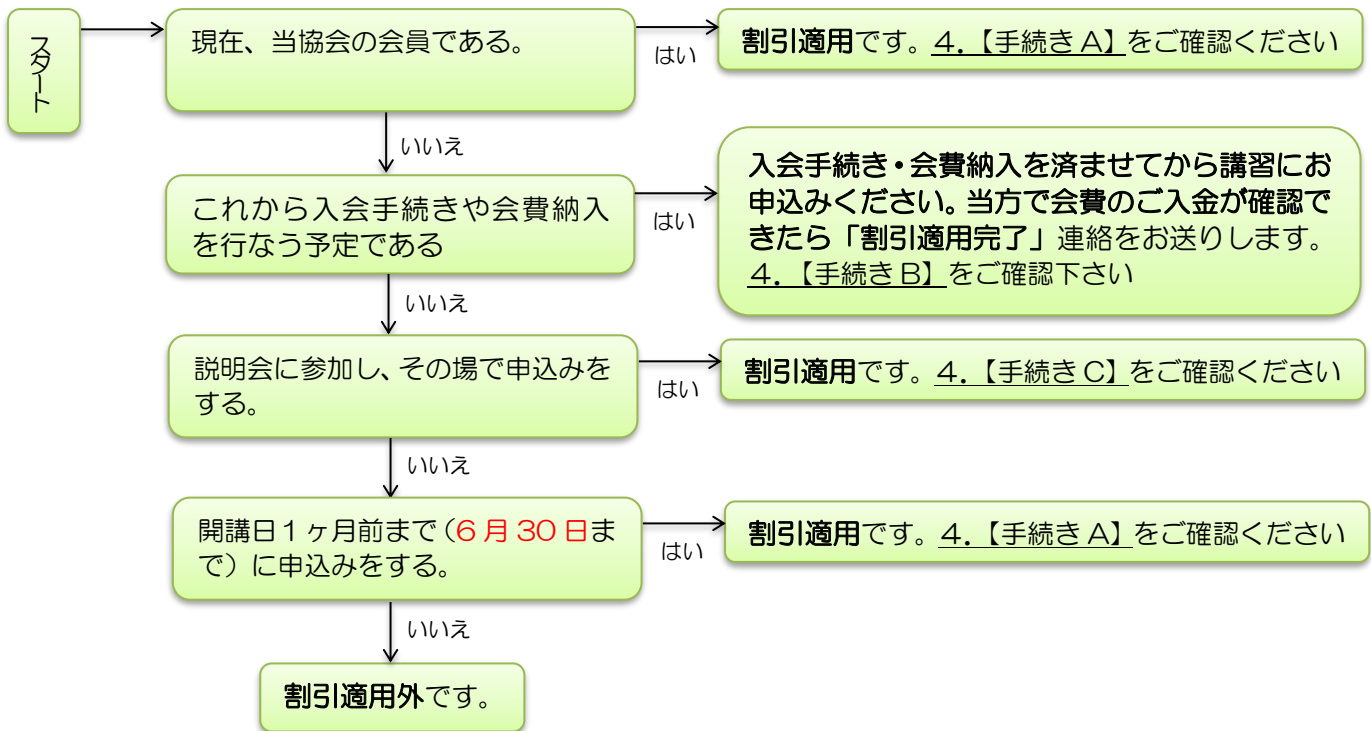 スタート
現在、当協会の会員である。
はい
割引適用です。4.【手続きA】をご確認ください
いいえ
これから入会手続きや会費納入
を行なう予定である
はい
入会手続き・会費納入を済ませてから講習にお
申込みください。当方で会費のご入金が確認で
きたら「割引適用完了」連絡をお送りします。
4.【手続きB】をご確認下さい
いいえ
説明会に参加し、その場で申込みを
する。
はい
割引適用です。4.【手続きC】をご確認ください
いいえ
開講日1ヶ月前まで(6月30日ま
で)に申込みをする。
はい
割引適用です。4.【手続きA】をご確認ください
いいえ
割引適用外です。